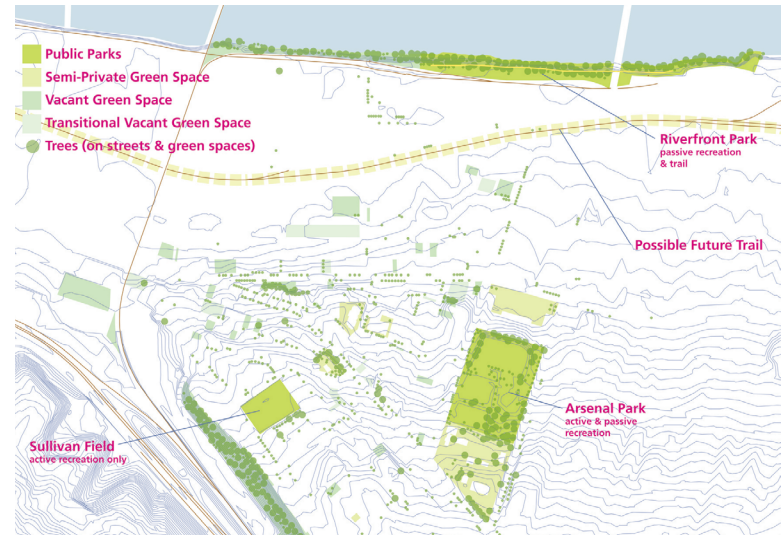 Public Parks
Semi-Private Green Space
Vacant Green Space
Transitional Vacant Green Space
Trees (on streets & green spaces)
Riverfront Park
passive recreation
& trail
Possible Future Trail
Arsenal Park
active & passive
recreation
Sullivan Field
active recreation only